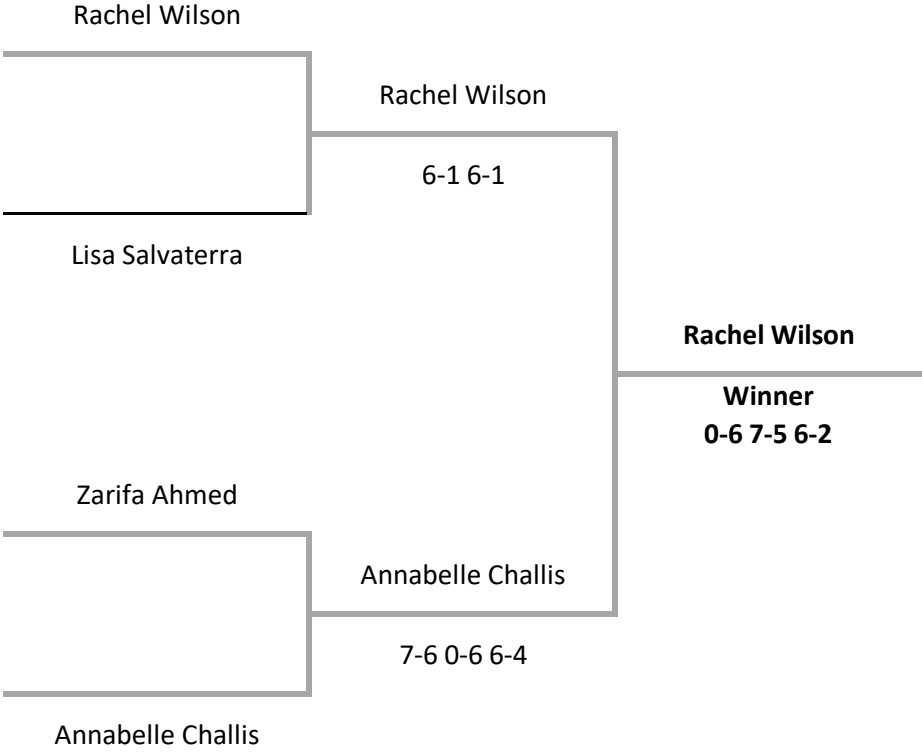 Rachel Wilson
Rachel Wilson
6-1 6-1
Lisa Salvaterra
Rachel Wilson
Winner
0-6 7-5 6-2
Zarifa Ahmed
Annabelle Challis
7-6 0-6 6-4
Annabelle Challis